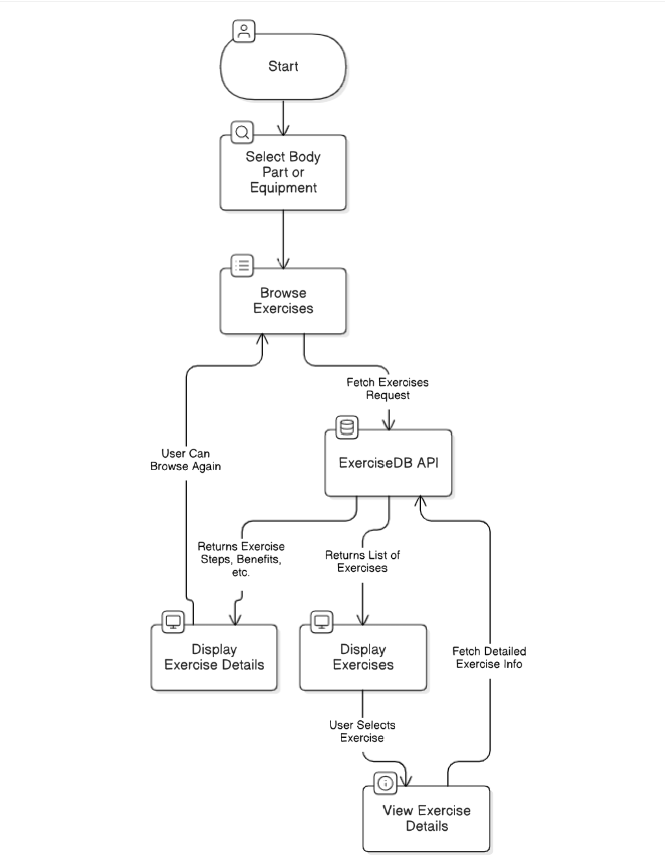 Start
Select Body
Part or
Equipment
Browse
Exercises
Fetch Exercises
Request
ExerciseDB API
User Can
Browse Again
Returns Exercise
Steps, Benefits,
etc.
Returns List of
Exercises
Display
Exercise Details
Display
Exercises
Fetch Detailed
Exercise Info
User Selects
Exercise
View Exercise
Details